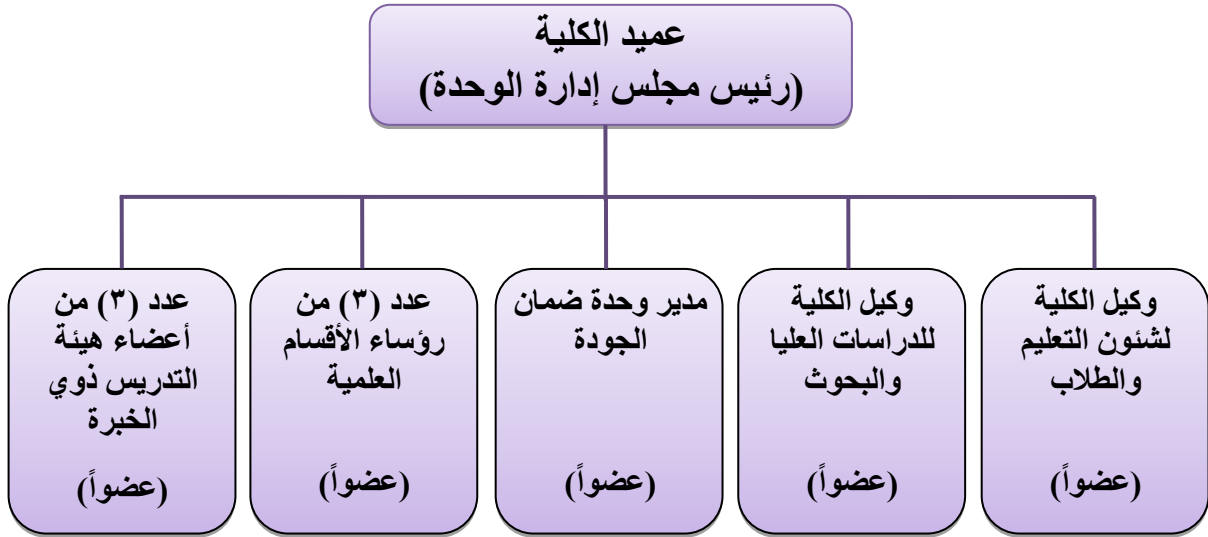 عميد الكلية
(رئيس مجلس إدارة الوحدة)
وكيل الكلية
لشئون التعليم
والطلاب
(عضواً)
وكيل الكلية
للدراسات العليا
والبحوث
(عضواً)
مدير وحدة ضمان
الجودة
(عضواً)
عدد (٣) من
رؤساء الأقسام
العلمية
(عضواً)
عدد (٣) من
أعضاء هيئة
التدريس ذوي
الخبرة
(عضواً)